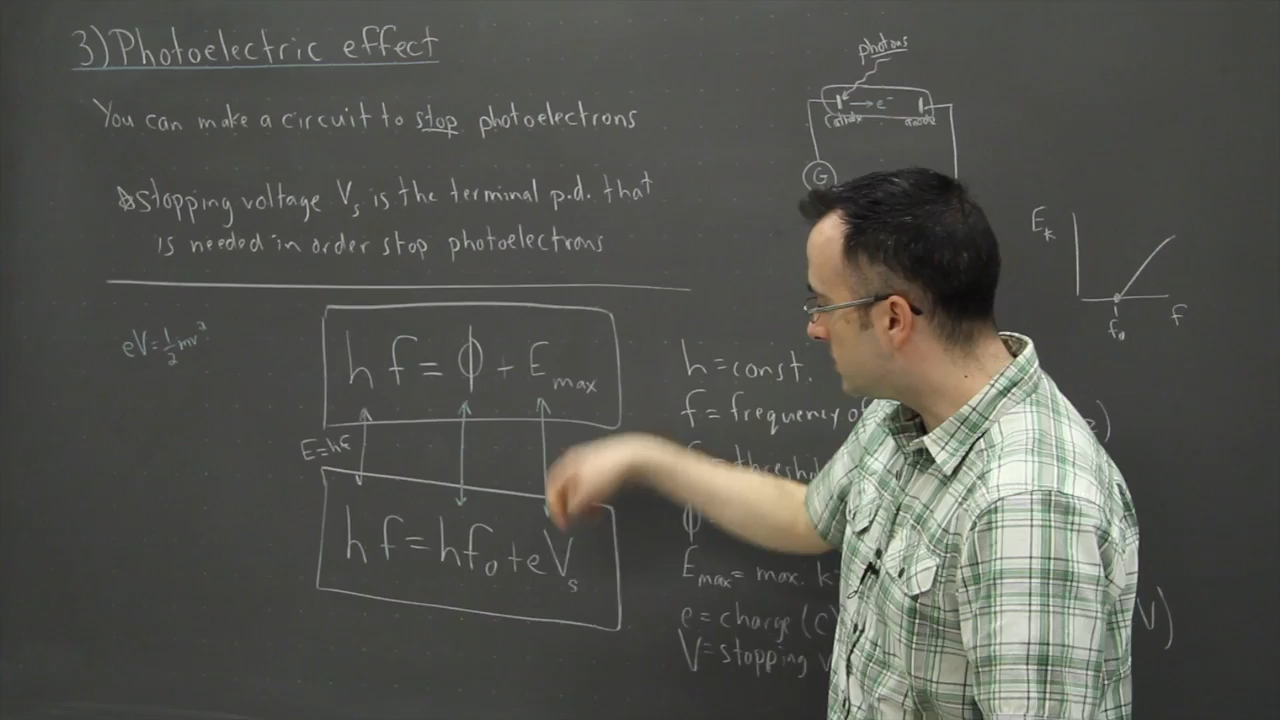 3) Photoelectric effect
You can make a circuit to stop photoelectrons
stopping voltage Vs is the terminal p.d. that
is needed in order stop photoelectrons
eV=½mv²
hf=ϕ+Emax
E=hf
hf=hf₀+eVs
photons
e⁻
cathode
anode
G
Ek
f₀
f
h=const.
f=frequency of
)
ϕ
Emax=max. k
e=charge (C
V)
V=stopping v